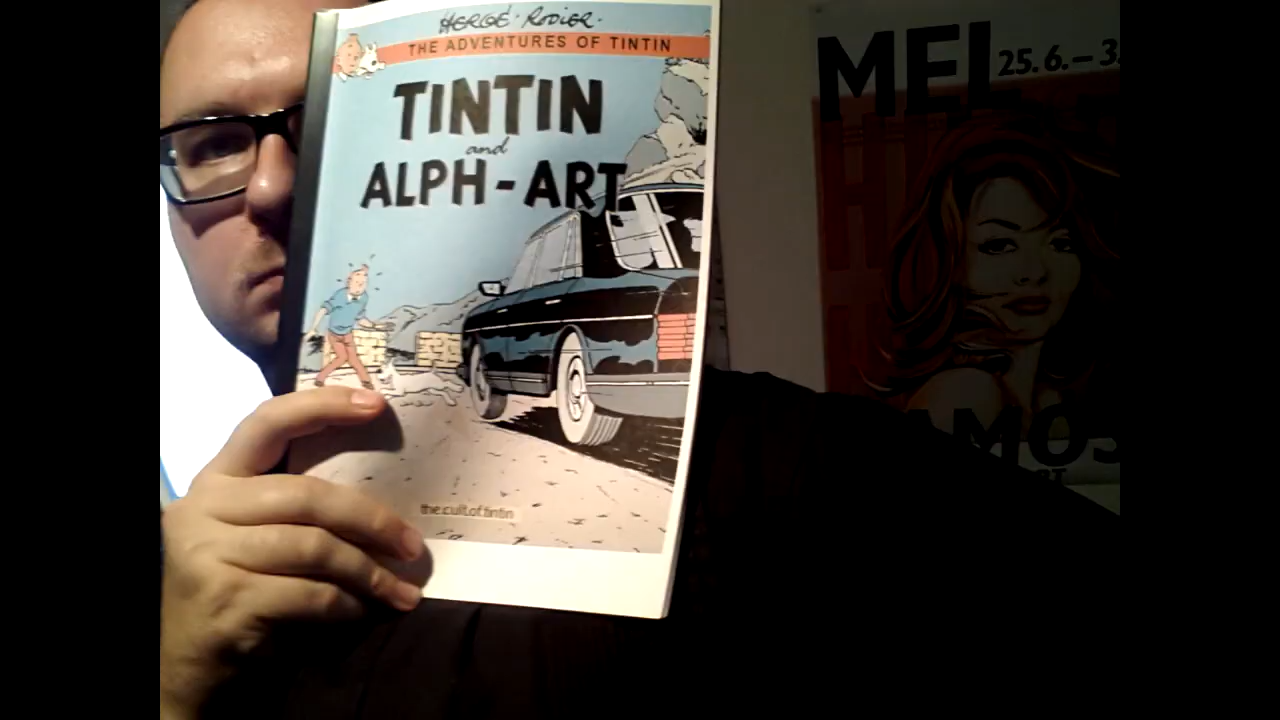 HERGÉ · RODIER ·
THE ADVENTURES OF TINTIN
TINTIN
and
ALPH-ART
the cult of tintin
MEL
25.6.–3.
AMOS